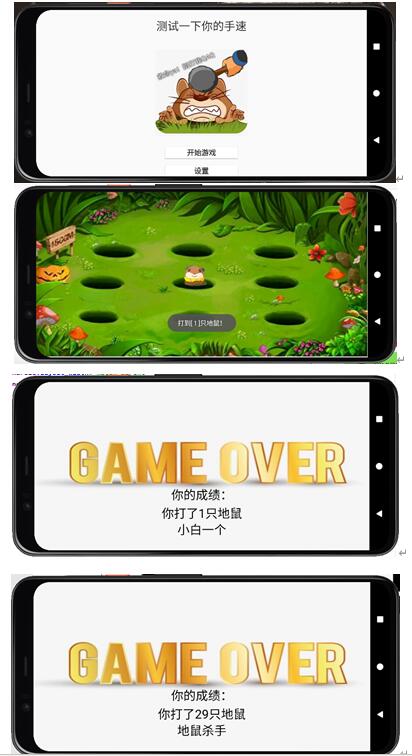 测试一下你的手速
开始游戏
设置
打到[ 1 ]只地鼠！
GAME OVER
你的成绩：
你打了1只地鼠
小白一个
GAME OVER
你的成绩：
你打了29只地鼠
地鼠杀手